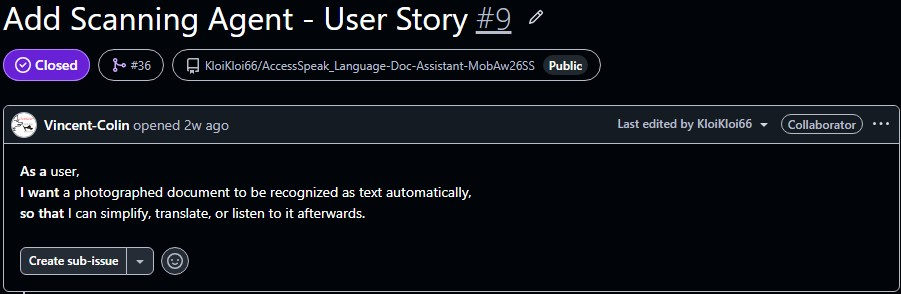 Add Scanning Agent - User Story #9
Closed #36 KloiKloi66/AccessSpeak_Language-Doc-Assistant-MobAw26SS Public
Vincent-Colin opened 2w ago Last edited by KloiKloi66 Collaborator
As a user,
I want a photographed document to be recognized as text automatically,
so that I can simplify, translate, or listen to it afterwards.
Create sub-issue